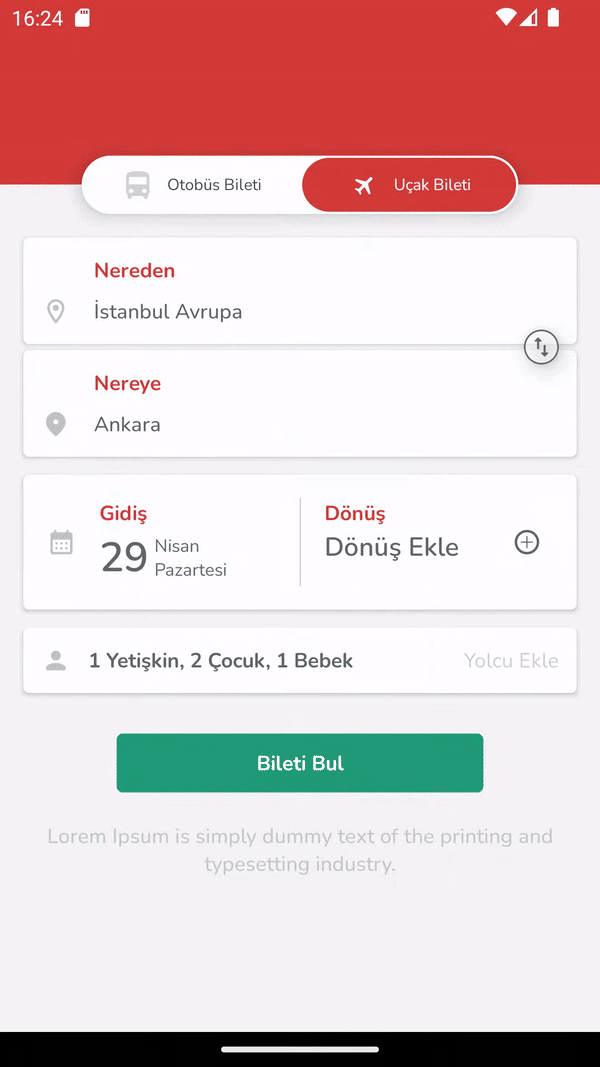 16:24
Otobüs Bileti
Uçak Bileti
Nereden
İstanbul Avrupa
Nereye
Ankara
Gidiş
29 Nisan
Pazartesi
Dönüş
Dönüş Ekle
1 Yetişkin, 2 Çocuk, 1 Bebek
Yolcu Ekle
Bileti Bul
Lorem Ipsum is simply dummy text of the printing and
typesetting industry.